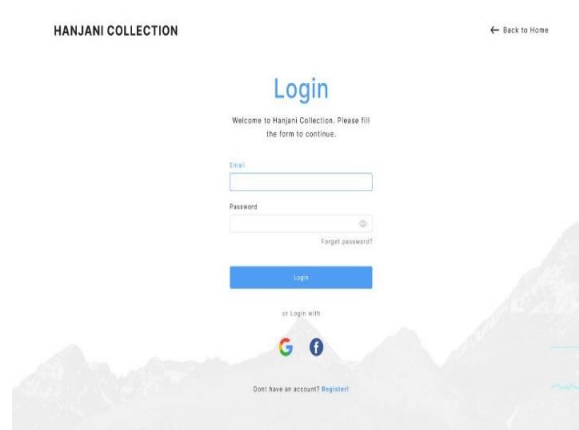 HANJANI COLLECTION
← Back to Home
Login
Welcome to Hanjani Collection. Please fill
the form to continue.
Email
Password
Forget password?
Login
or Login with
Dont have an account? Register!